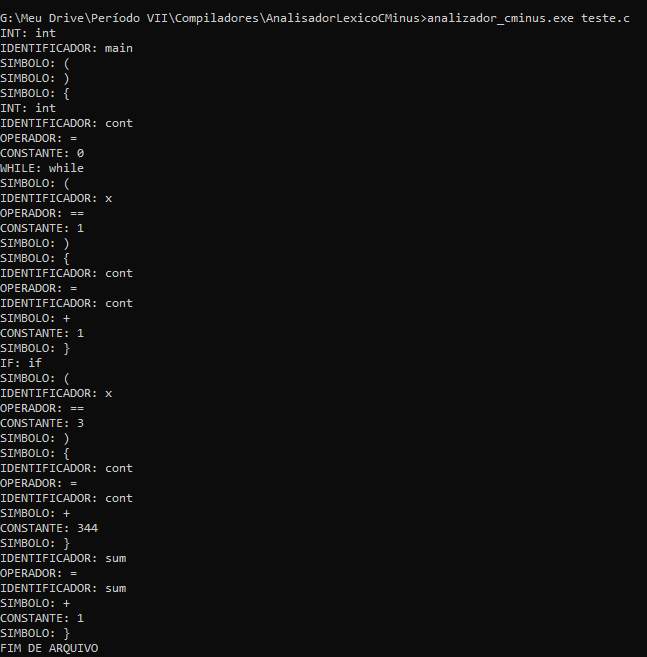 G:\Meu Drive\Período VII\Compiladores\AnalisadorLexicoCMinus>analizador_cminus.exe teste.c
INT: int
IDENTIFICADOR: main
SIMBOLO: (
SIMBOLO: )
SIMBOLO: {
INT: int
IDENTIFICADOR: cont
OPERADOR: =
CONSTANTE: 0
WHILE: while
SIMBOLO: (
IDENTIFICADOR: x
OPERADOR: ==
CONSTANTE: 1
SIMBOLO: )
SIMBOLO: {
IDENTIFICADOR: cont
OPERADOR: =
IDENTIFICADOR: cont
SIMBOLO: +
CONSTANTE: 1
SIMBOLO: }
IF: if
SIMBOLO: (
IDENTIFICADOR: x
OPERADOR: ==
CONSTANTE: 3
SIMBOLO: )
SIMBOLO: {
IDENTIFICADOR: cont
OPERADOR: =
IDENTIFICADOR: cont
SIMBOLO: +
CONSTANTE: 344
SIMBOLO: }
IDENTIFICADOR: sum
OPERADOR: =
IDENTIFICADOR: sum
SIMBOLO: +
CONSTANTE: 1
SIMBOLO: }
FIM DE ARQUIVO